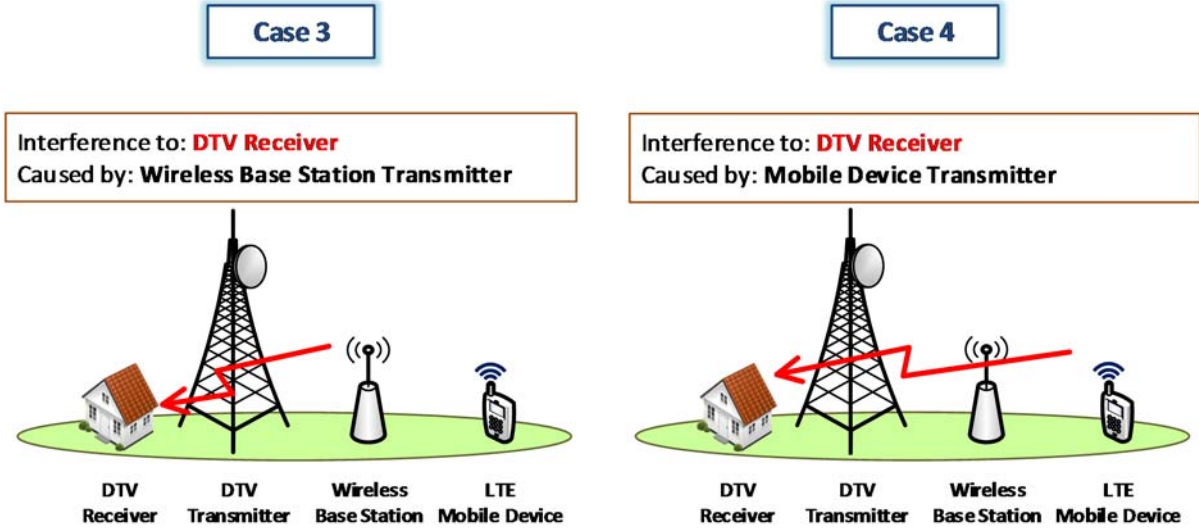 Case 3
Interference to: DTV Receiver
Caused by: Wireless Base Station Transmitter
DTV Receiver
DTV Transmitter
Wireless Base Station
LTE Mobile Device
Case 4
Interference to: DTV Receiver
Caused by: Mobile Device Transmitter
DTV Receiver
DTV Transmitter
Wireless Base Station
LTE Mobile Device